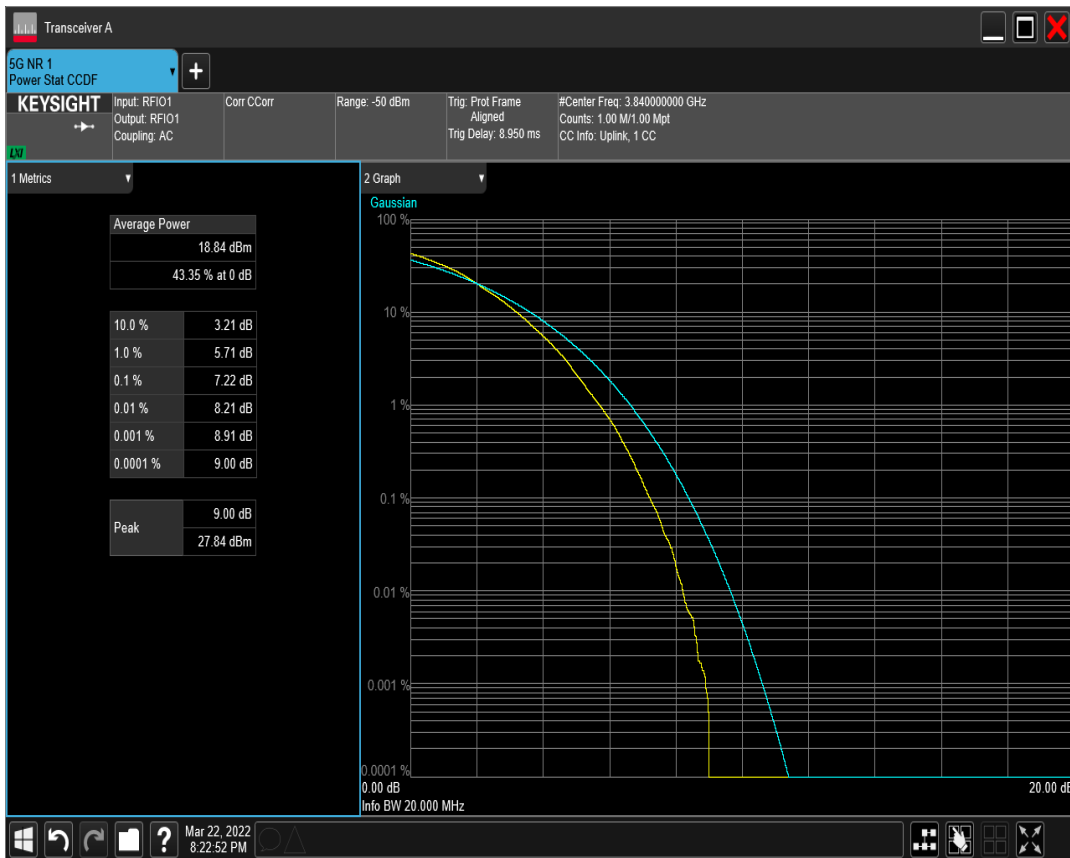 Transceiver A
5G NR 1
Power Stat CCDF
+
KEYSIGHT
LXI
Input: RFIO1
Output: RFIO1
Coupling: AC
Corr CCorr
Range: -50 dBm
Trig: Prot Frame
Aligned
Trig Delay: 8.950 ms
#Center Freq: 3.840000000 GHz
Counts: 1.00 M/1.00 Mpt
CC Info: Uplink, 1 CC
1 Metrics
Average Power
18.84 dBm
43.35 % at 0 dB
10.0 % 3.21 dB
1.0 % 5.71 dB
0.1 % 7.22 dB
0.01 % 8.21 dB
0.001 % 8.91 dB
0.0001 % 9.00 dB
Peak
9.00 dB
27.84 dBm
2 Graph
Gaussian
100 %
10 %
1 %
0.1 %
0.01 %
0.001 %
0.0001 %
0.00 dB 20.00 dB
Info BW 20.000 MHz
?
Mar 22, 2022
8:22:52 PM